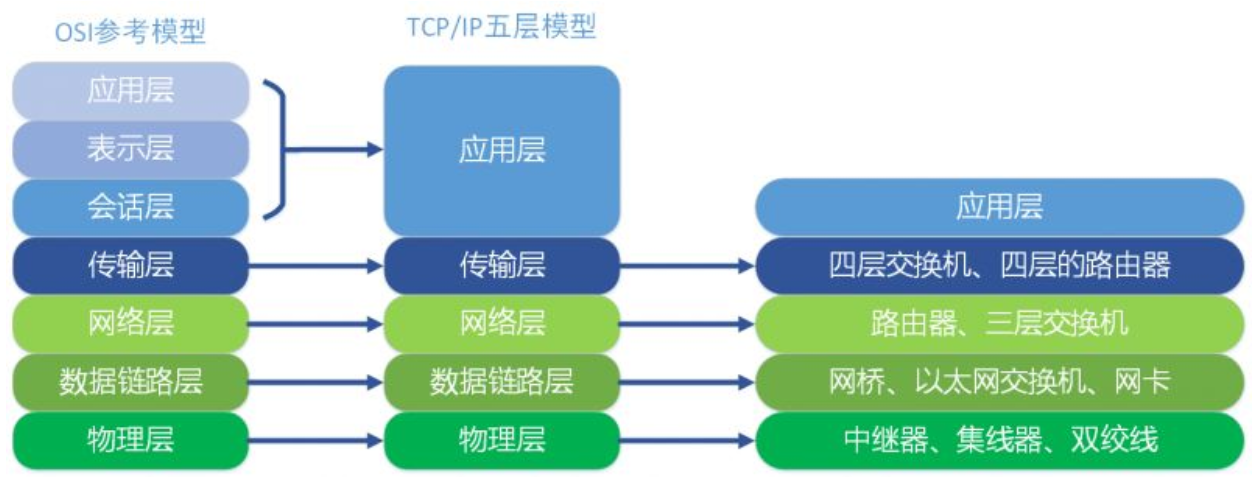 OSI参考模型
应用层
表示层
会话层
传输层
网络层
数据链路层
物理层
TCP/IP五层模型
应用层
传输层
网络层
数据链路层
物理层
应用层
四层交换机、四层的路由器
路由器、三层交换机
网桥、以太网交换机、网卡
中继器、集线器、双绞线